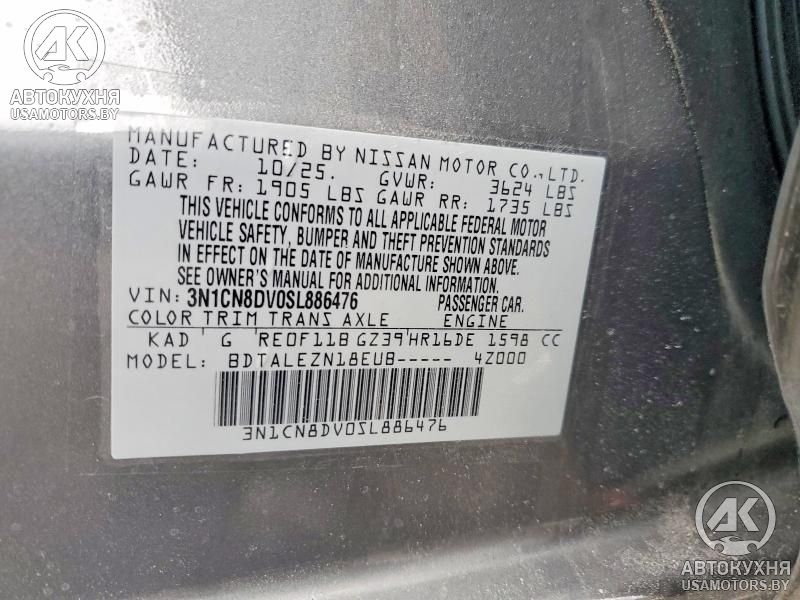 AK
АВТОКУХНЯ
USAMOTORS.BY
MANUFACTURED BY NISSAN MOTOR CO.,LTD.
DATE: 10/25. GVWR: 3624 LBS
GAWR FR: 1905 LBS GAWR RR: 1735 LBS
THIS VEHICLE CONFORMS TO ALL APPLICABLE FEDERAL MOTOR
VEHICLE SAFETY, BUMPER AND THEFT PREVENTION STANDARDS
IN EFFECT ON THE DATE OF MANUFACTURE SHOWN ABOVE.
SEE OWNER'S MANUAL FOR ADDITIONAL INFORMATION.
VIN: 3N1CN8DV0SL886476 PASSENGER CAR.
COLOR TRIM TRANS AXLE ENGINE
KAD G RE0F11B GZ39 HR16DE 1598 CC
MODEL: BDTALEZN18EUB----- 4Z000
3N1CN8DV0SL886476
AK
АВТОКУХНЯ
USAMOTORS.BY